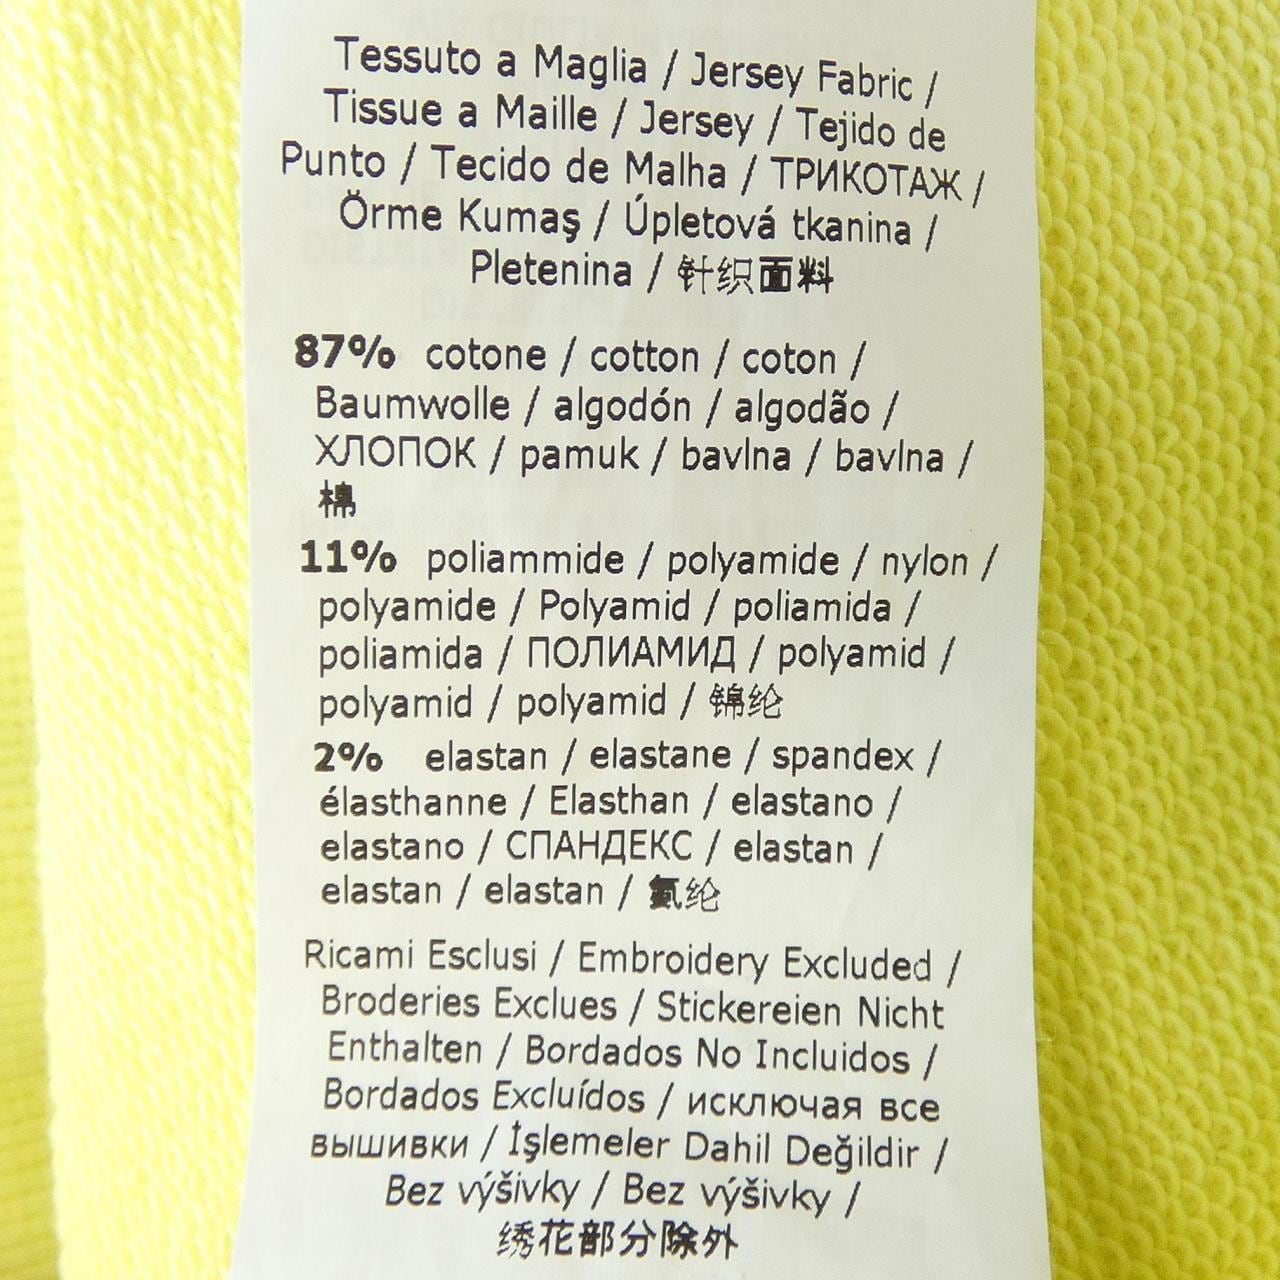 Tessuto a Maglia / Jersey Fabric /
Tissue a Maille / Jersey / Tejido de
Punto / Tecido de Malha / ТРИКОТАЖ /
Örme Kumaş / Úpletová tkanina /
Pletenina / 针织面料
87% cotone / cotton / coton /
Baumwolle / algodón / algodão /
ХЛОПОК / pamuk / bavlna / bavlna /
棉
11% poliammide / polyamide / nylon /
polyamide / Polyamid / poliamida /
poliamida / ПОЛИАМИД / polyamid /
polyamid / polyamid / 锦纶
2% elastan / elastane / spandex /
élasthanne / Elasthan / elastano /
elastano / СПАНДЕКС / elastan /
elastan / elastan / 氨纶
Ricami Esclusi / Embroidery Excluded /
Broderies Exclues / Stickereien Nicht
Enthalten / Bordados No Incluidos /
Bordados Excluídos / исключая все
вышивки / İşlemeler Dahil Değildir /
Bez výšivky / Bez výšivky /
绣花部分除外